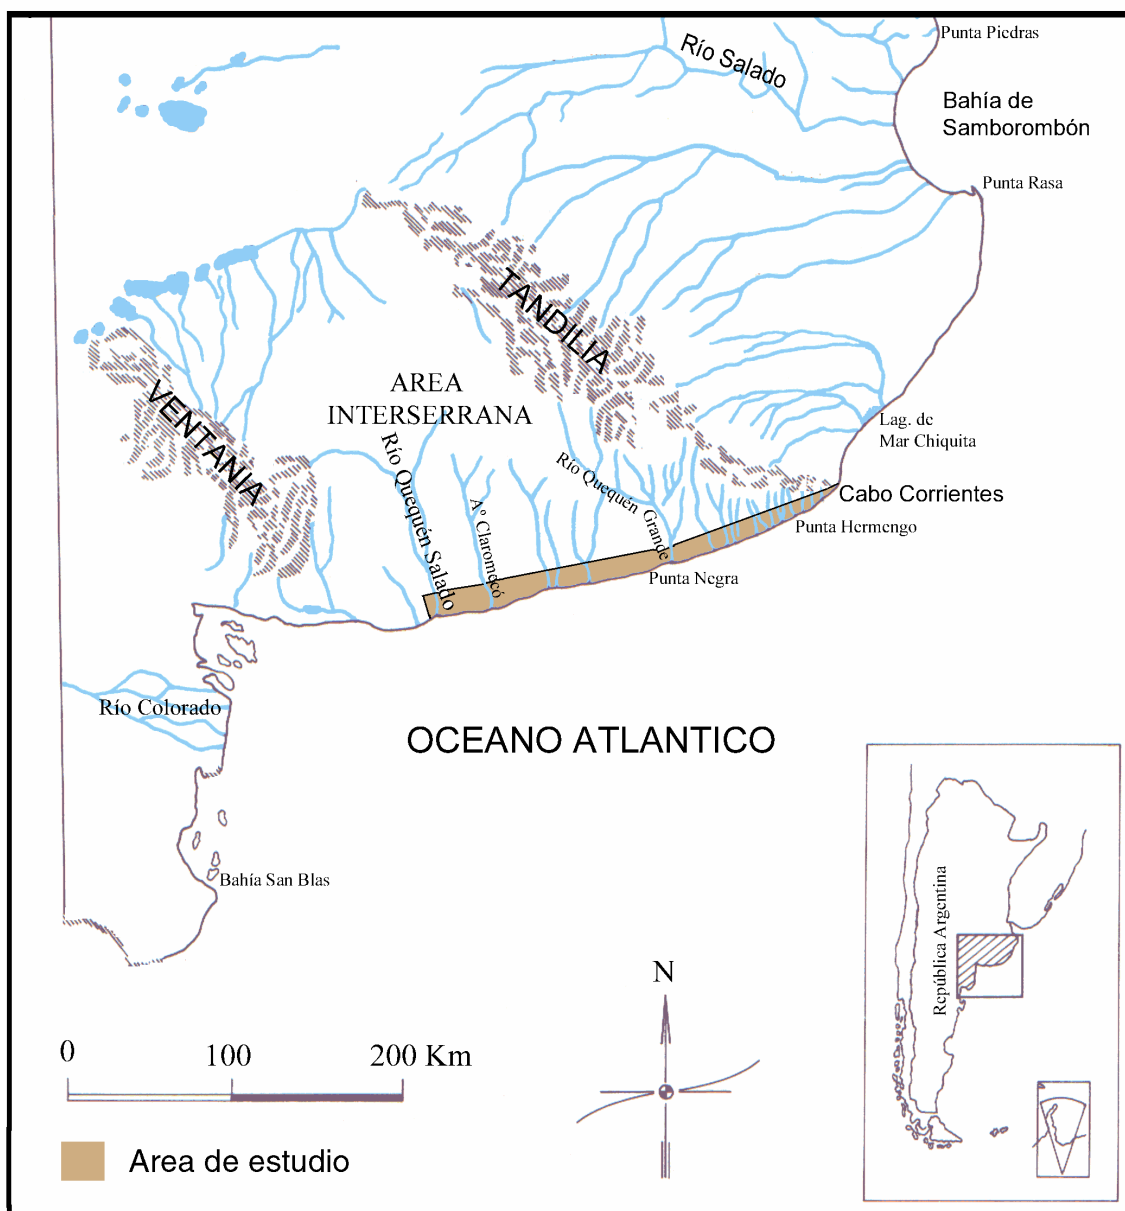 Punta Piedras
Río Salado
Bahía de
Samborombón
Punta Rasa
TANDILIA
VENTANIA
AREA
INTERSERRANA
Lag. de
Mar Chiquita
Río Quequén Salado
Aº Claromecó
Río Quequén Grande
Cabo Corrientes
Punta Hermengo
Punta Negra
Río Colorado
OCEANO ATLANTICO
Bahía San Blas
República Argentina
N
0 100 200 Km
Area de estudio